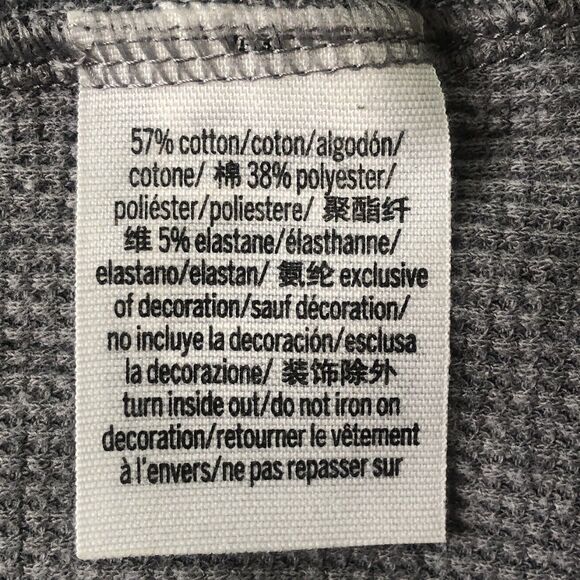 57% cotton/coton/algodón/
cotone/ 棉 38% polyester/
poliéster/poliestere/ 聚酯纤
维 5% elastane/élasthanne/
elastano/elastan/ 氨纶 exclusive
of decoration/sauf décoration/
no incluye la decoración/esclusa
la decorazione/ 装饰除外
turn inside out/do not iron on
decoration/retourner le vêtement
à l'envers/ne pas repasser sur